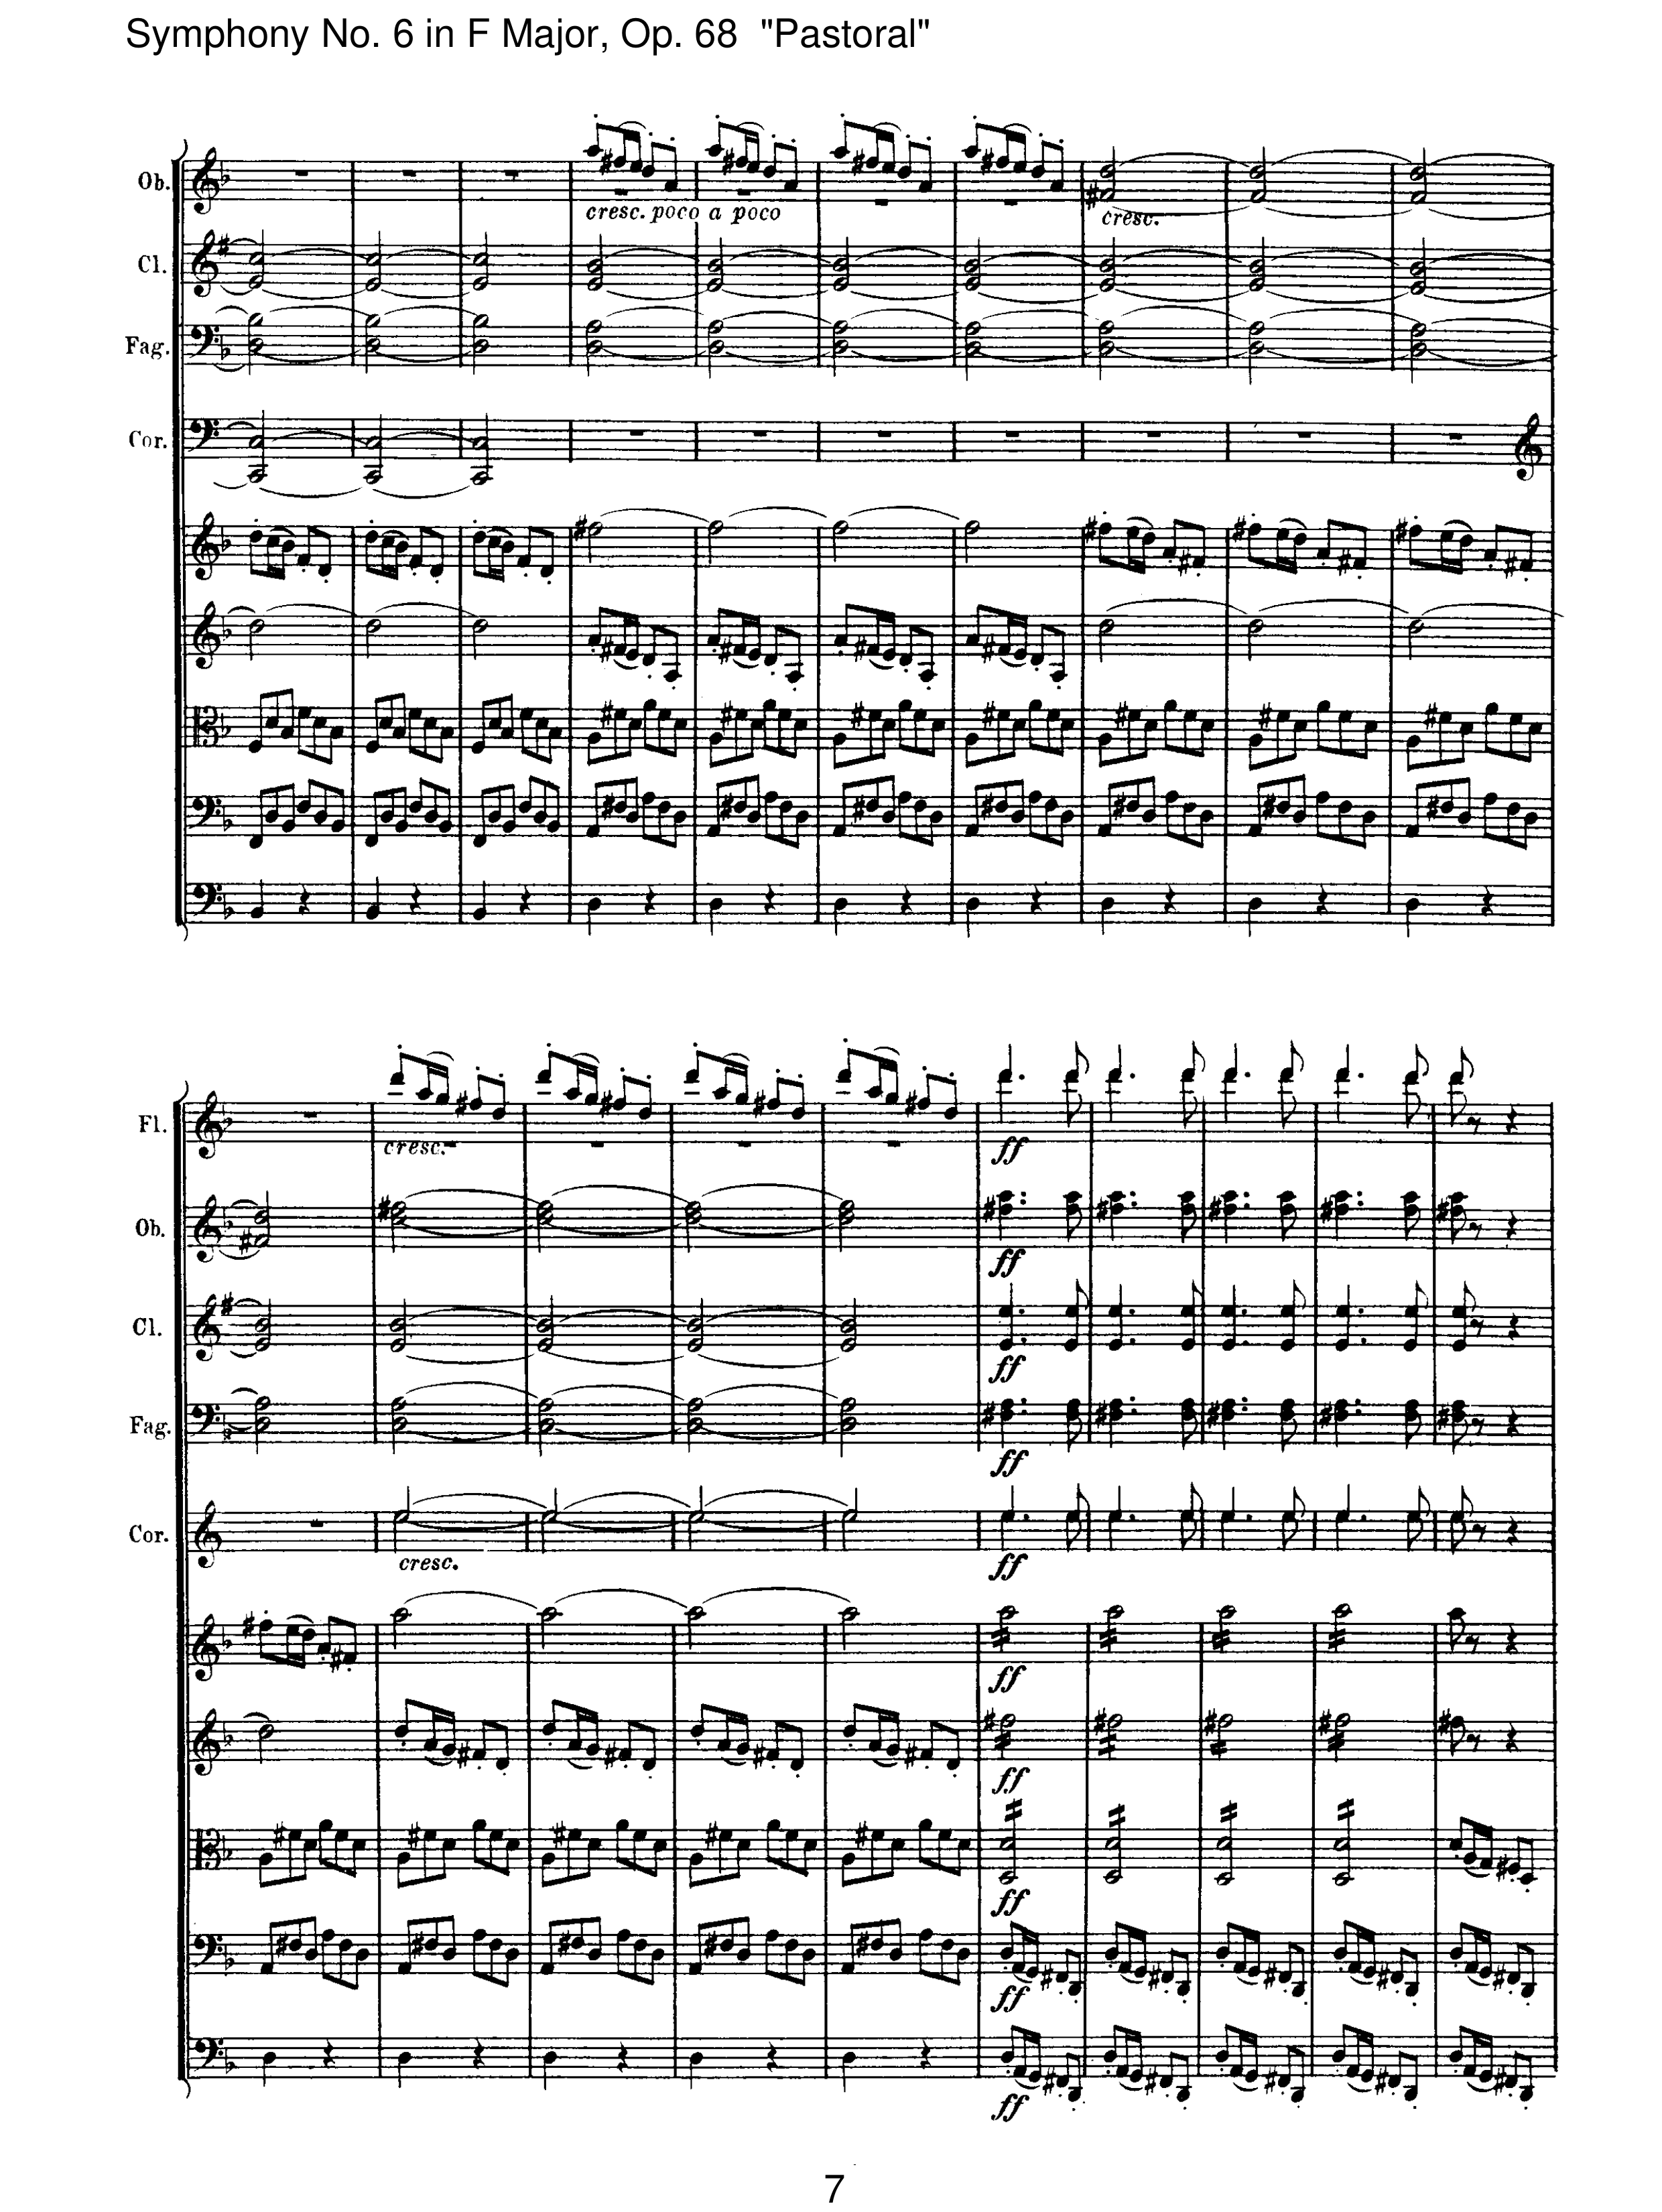 Symphony No. 6 in F Major, Op. 68 "Pastoral"
Ob.
cresc. poco a poco
cresc.
Cl.
Fag.
Cor.
Fl.
cresc.
ff
Ob.
ff
Cl.
ff
Fag.
ff
Cor.
cresc.
ff
ff
ff
ff
ff
ff
7